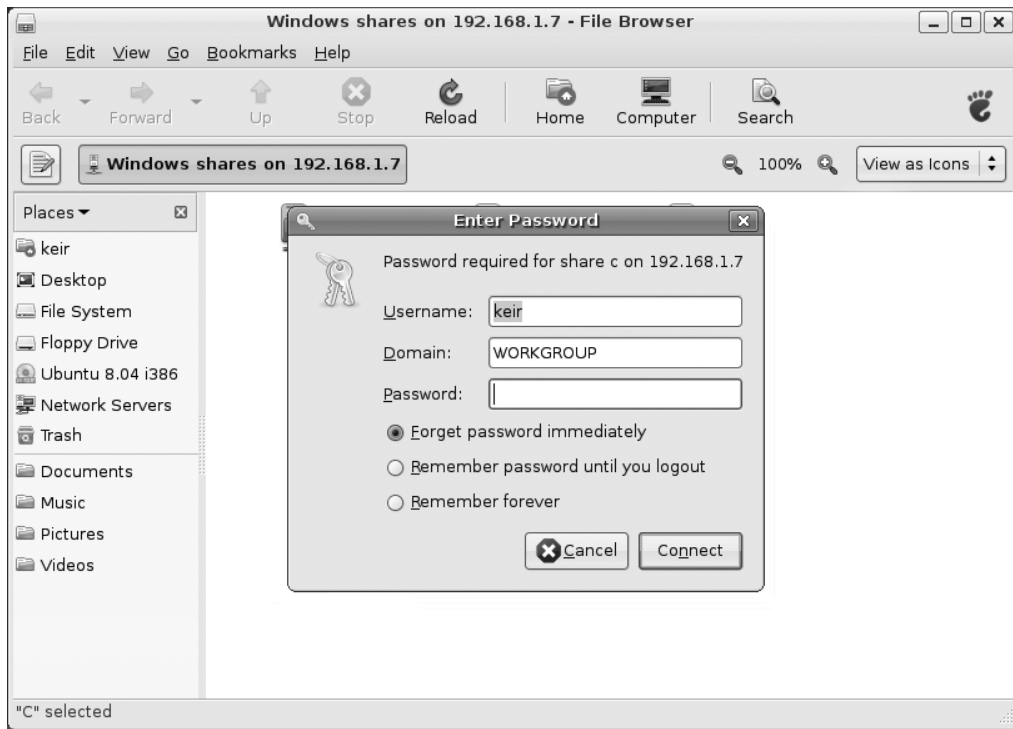 Windows shares on 192.168.1.7 - File Browser
File Edit View Go Bookmarks Help
Back Forward Up Stop Reload Home Computer Search
Windows shares on 192.168.1.7 100% View as Icons
Places
keir
Desktop
File System
Floppy Drive
Ubuntu 8.04 i386
Network Servers
Trash
Documents
Music
Pictures
Videos
Enter Password
Password required for share c on 192.168.1.7
Username: keir
Domain: WORKGROUP
Password:
Forget password immediately
Remember password until you logout
Remember forever
Cancel Connect
"C" selected